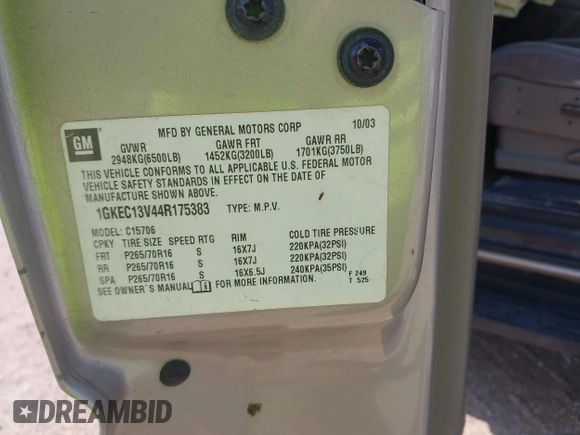 GM
MFD BY GENERAL MOTORS CORP 10/03
GVWR GAWR FRT GAWR RR
2948KG(6500LB) 1452KG(3200LB) 1701KG(3750LB)
THIS VEHICLE CONFORMS TO ALL APPLICABLE U.S. FEDERAL MOTOR
VEHICLE SAFETY STANDARDS IN EFFECT ON THE DATE OF
MANUFACTURE SHOWN ABOVE.
1GKEC13V44R175383 TYPE: M.P.V.
MODEL: C15706
CPKY TIRE SIZE SPEED RTG RIM COLD TIRE PRESSURE
FRT P265/70R16 S 16X7J 220KPA(32PSI)
RR P265/70R16 S 16X7J 220KPA(32PSI)
SPA P265/70R16 S 16X6.5J 240KPA(35PSI)
SEE OWNER'S MANUAL FOR MORE INFORMATION.
F 249
T 525
DREAMBID